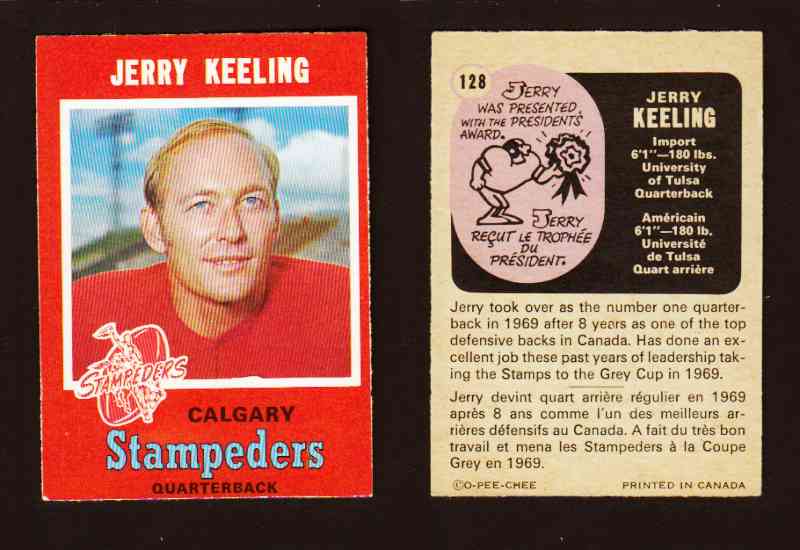 JERRY KEELING
STAMPEDERS
CALGARY
Stampeders
QUARTERBACK
128
JERRY
WAS PRESENTED
WITH THE PRESIDENTS
AWARD.
JERRY
REÇUT LE TROPHÉE
DU
PRÉSIDENT.
JERRY
KEELING
Import
6'1"—180 lbs.
University
of Tulsa
Quarterback
Américain
6'1"—180 lb.
Université
de Tulsa
Quart arrière
Jerry took over as the number one quarter-
back in 1969 after 8 years as one of the top
defensive backs in Canada. Has done an ex-
cellent job these past years of leadership tak-
ing the Stamps to the Grey Cup in 1969.
Jerry devint quart arrière régulier en 1969
après 8 ans comme l'un des meilleurs ar-
rières défensifs au Canada. A fait du très bon
travail et mena les Stampeders à la Coupe
Grey en 1969.
©O-PEE-CHEE PRINTED IN CANADA